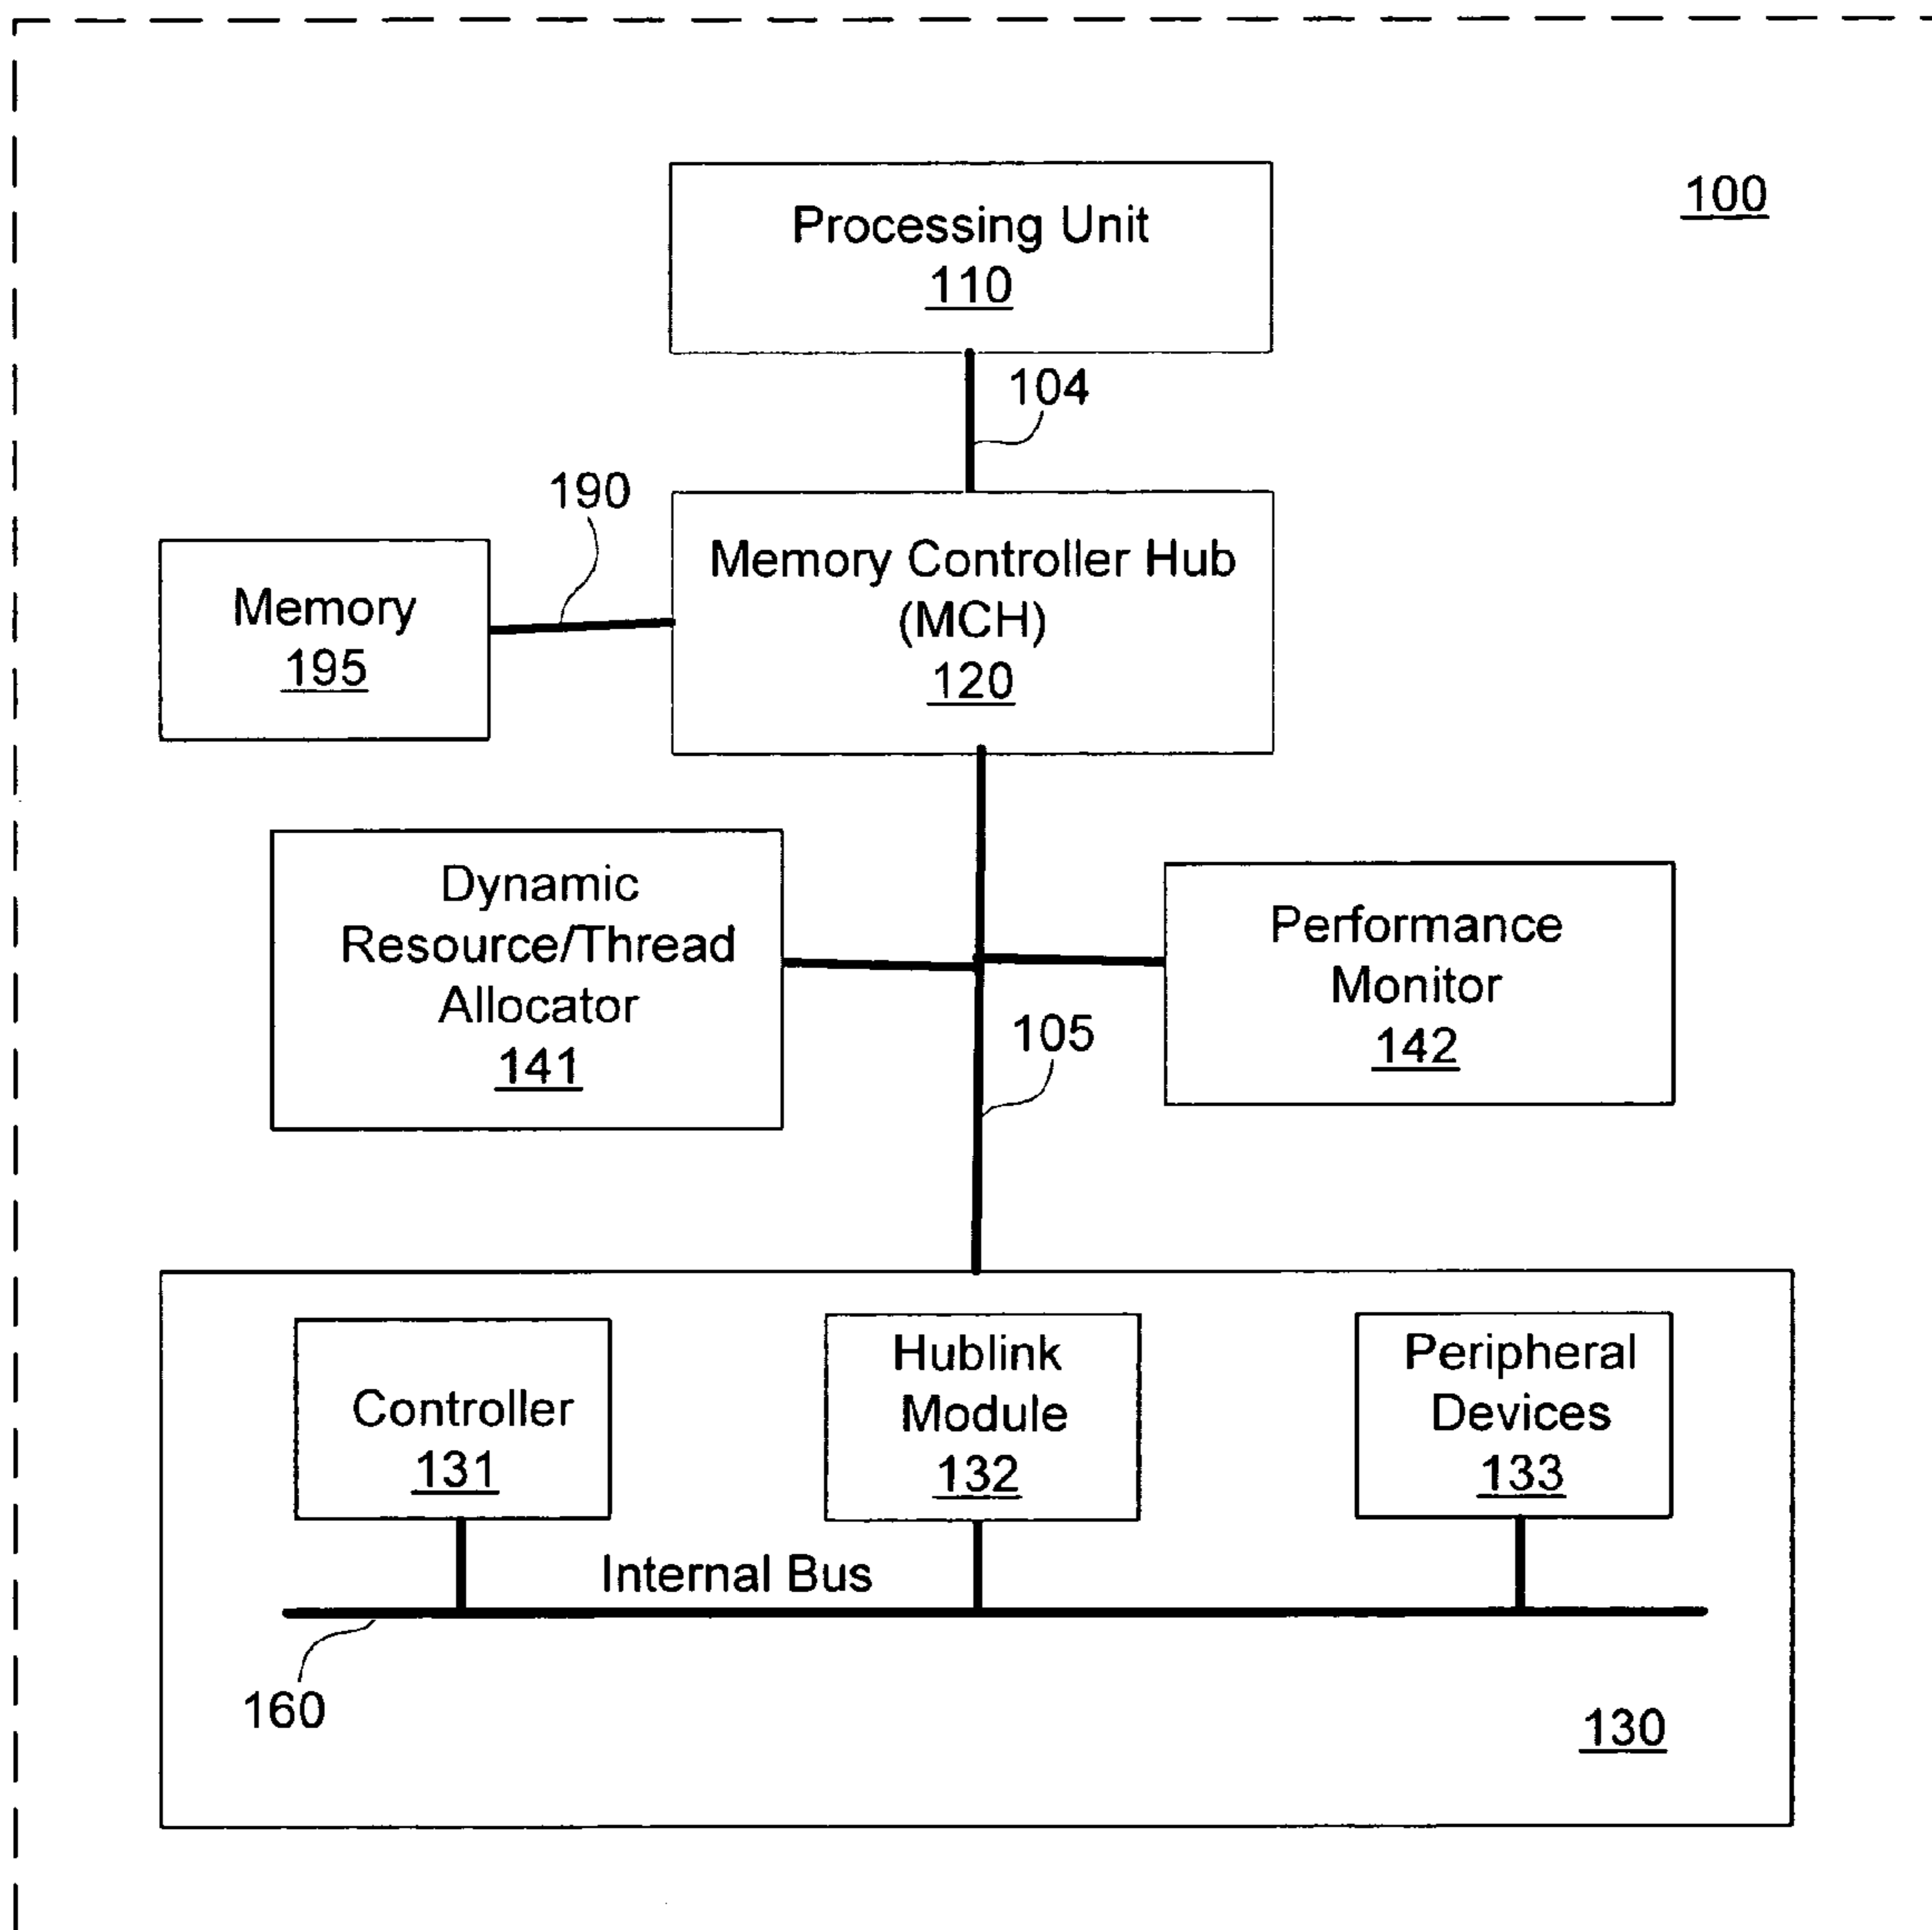 100
Processing Unit
110
104
190
Memory Controller Hub
(MCH)
120
Memory
195
Dynamic
Resource/Thread
Allocator
141
Performance
Monitor
142
105
Controller
131
Hublink
Module
132
Peripheral
Devices
133
Internal Bus
160
130